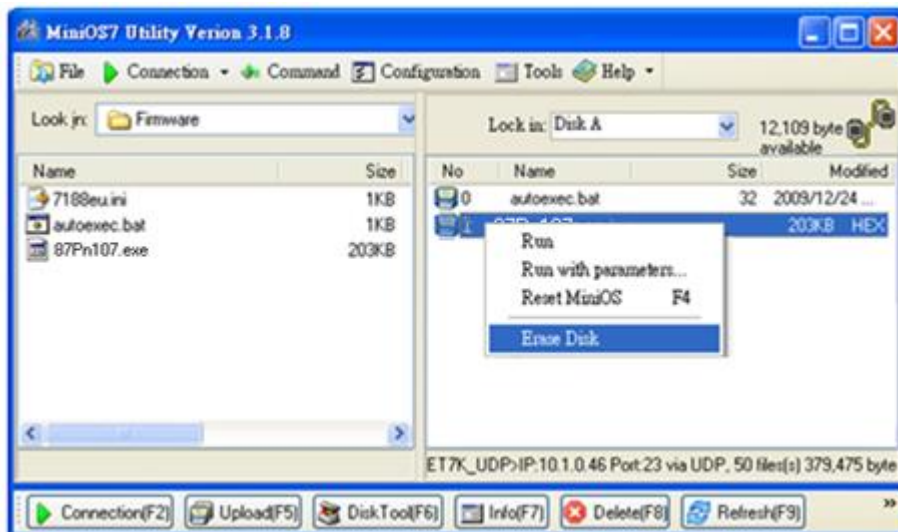 MiniOS7 Utility Verion 3.1.8
File Connection Command Configuration Tools Help
Look jn: Firmware
Lock in: Disk A
12,109 byte available
Name Size
7188eu.ini 1KB
autoexec.bat 1KB
87Pn107.exe 203KB
No Name Size Modified
0 autoexec.bat 32 2009/12/24 ...
1 203KB HEX
Run
Run with parameters...
Reset MiniOS F4
Erase Disk
ET7K_UDP>IP:10.1.0.46 Port:23 via UDP, 50 files(s) 379,475 byte
Connection(F2) Upload(F5) DiskTool(F6) Info(F7) Delete(F8) Refresh(F9) »